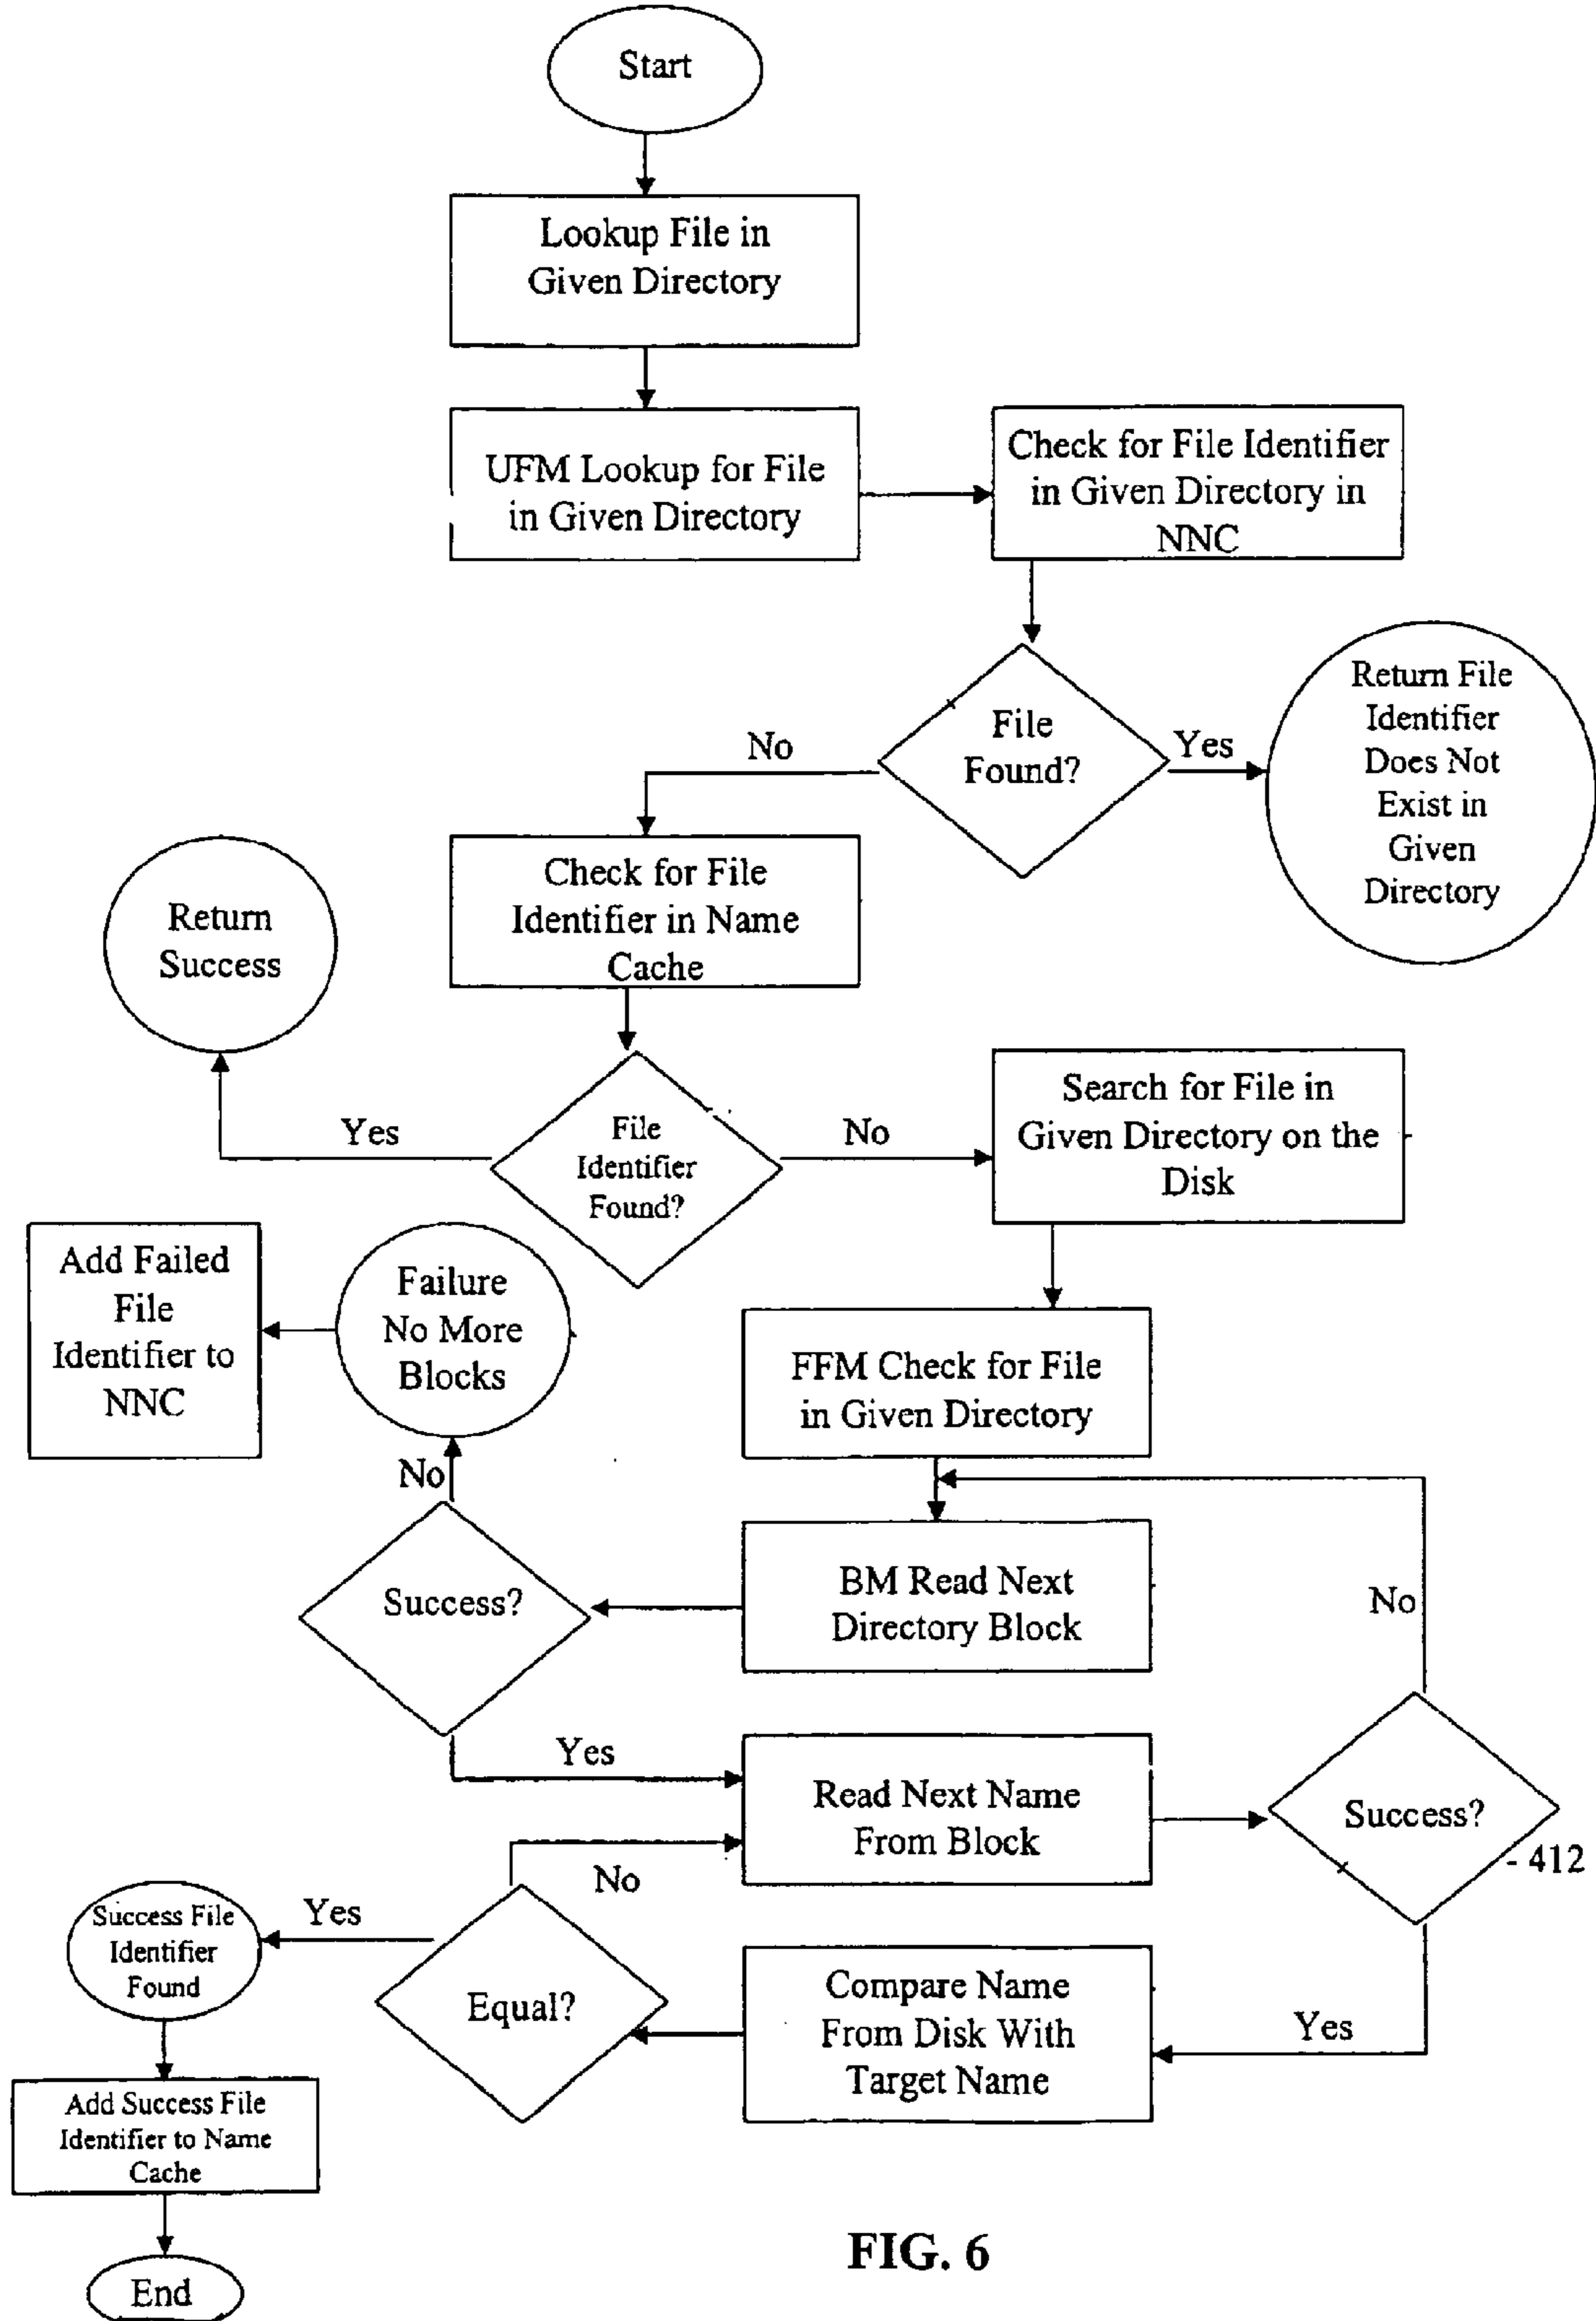 Start
Lookup File in
Given Directory
UFM Lookup for File
in Given Directory
Check for File Identifier
in Given Directory in
NNC
File
Found?
No
Yes
Return File
Identifier
Does Not
Exist in
Given
Directory
Check for File
Identifier in Name
Cache
Return
Success
File
Identifier
Found?
Yes
No
Search for File in
Given Directory on the
Disk
Add Failed
File
Identifier to
NNC
Failure
No More
Blocks
FFM Check for File
in Given Directory
No
Success?
BM Read Next
Directory Block
No
Yes
Read Next Name
From Block
Success?
- 412
No
Success File
Identifier
Found
Yes
Equal?
Compare Name
From Disk With
Target Name
Yes
Add Success File
Identifier to Name
Cache
End
FIG. 6